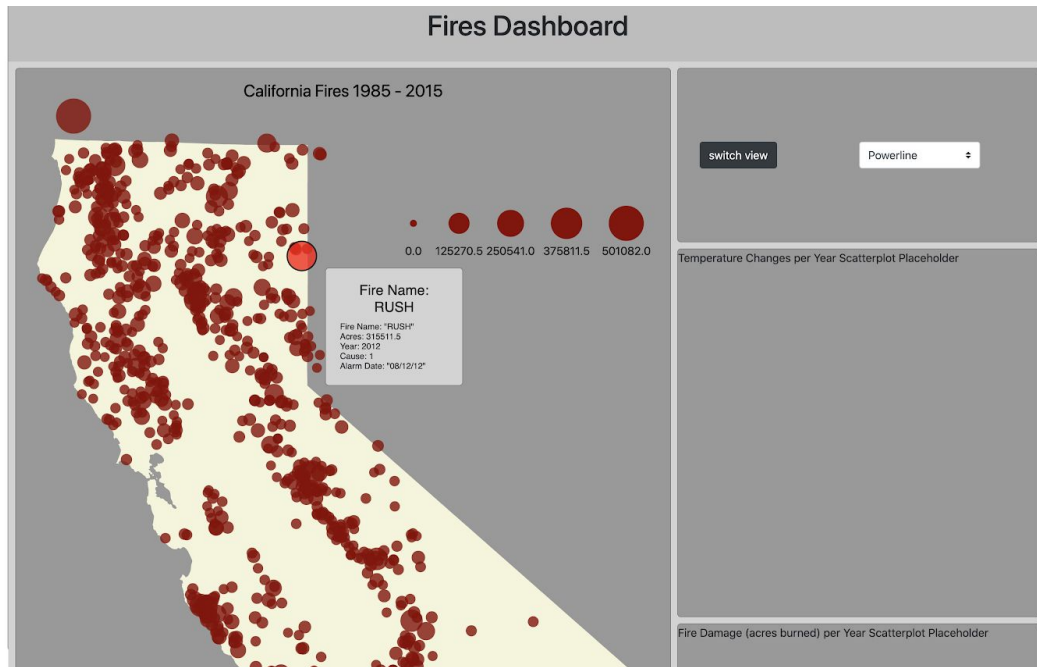 Fires Dashboard
California Fires 1985 - 2015
switch view
Powerline
0.0 125270.5 250541.0 375811.5 501082.0
Fire Name:
RUSH
Fire Name: "RUSH"
Acres: 315511.5
Year: 2012
Cause: 1
Alarm Date: "08/12/12"
Temperature Changes per Year Scatterplot Placeholder
Fire Damage (acres burned) per Year Scatterplot Placeholder